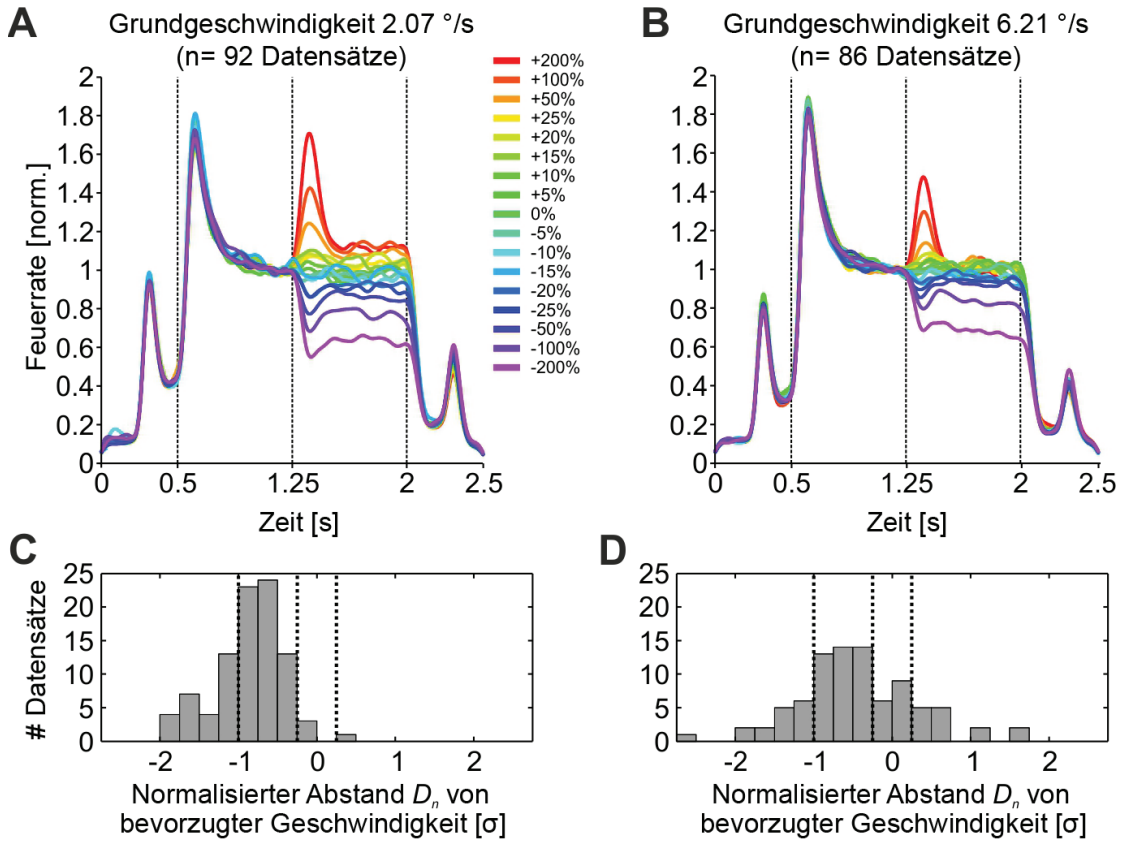 A
Grundgeschwindigkeit 2.07 °/s
(n= 92 Datensätze)
B
Grundgeschwindigkeit 6.21 °/s
(n= 86 Datensätze)
Feuerrate [norm.]
2
1.8
1.6
1.4
1.2
1
0.8
0.6
0.4
0.2
0
0 0.5 1.25 2 2.5
Zeit [s]
+200%
+100%
+50%
+25%
+20%
+15%
+10%
+5%
0%
-5%
-10%
-15%
-20%
-25%
-50%
-100%
-200%
2
1.8
1.6
1.4
1.2
1
0.8
0.6
0.4
0.2
0
0 0.5 1.25 2 2.5
Zeit [s]
C
# Datensätze
25
20
15
10
5
0
-2 -1 0 1 2
Normalisierter Abstand Dn von
bevorzugter Geschwindigkeit [σ]
D
25
20
15
10
5
0
-2 -1 0 1 2
Normalisierter Abstand Dn von
bevorzugter Geschwindigkeit [σ]